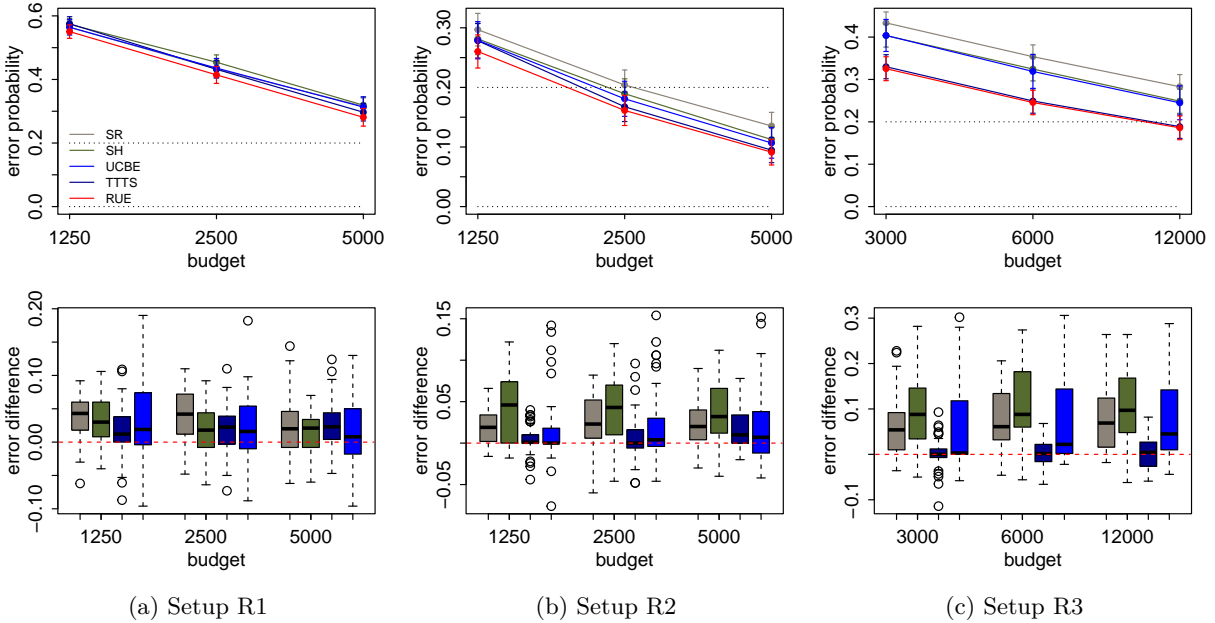 error probability
0.0
0.2
0.4
0.6
SR
SH
UCBE
TTTS
RUE
1250
2500
5000
budget
error probability
0.00
0.10
0.20
0.30
1250
2500
5000
budget
error probability
0.0
0.1
0.2
0.3
0.4
3000
6000
12000
budget
error difference
−0.10
0.00
0.10
0.20
1250
2500
5000
budget
error difference
−0.05
0.05
0.15
1250
2500
5000
budget
error difference
−0.1
0.1
0.2
0.3
3000
6000
12000
budget
(a) Setup R1
(b) Setup R2
(c) Setup R3